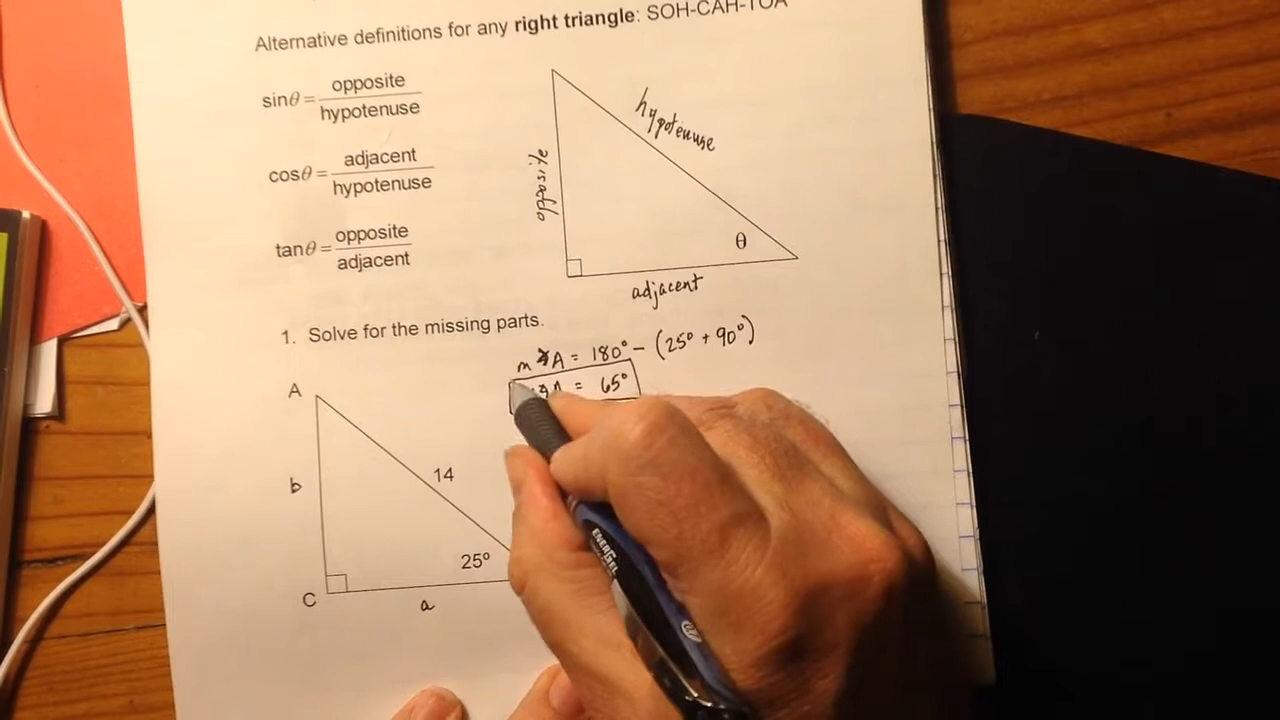 Alternative definitions for any right triangle: SOH-CAH-TOA
sinθ = opposite / hypotenuse
cosθ = adjacent / hypotenuse
tanθ = opposite / adjacent
hypotenuse
opposite
θ
adjacent
1. Solve for the missing parts.
m∡A = 180° − (25° + 90°)
∡A = 65°
A
b
14
25°
C
a
ENERGEL